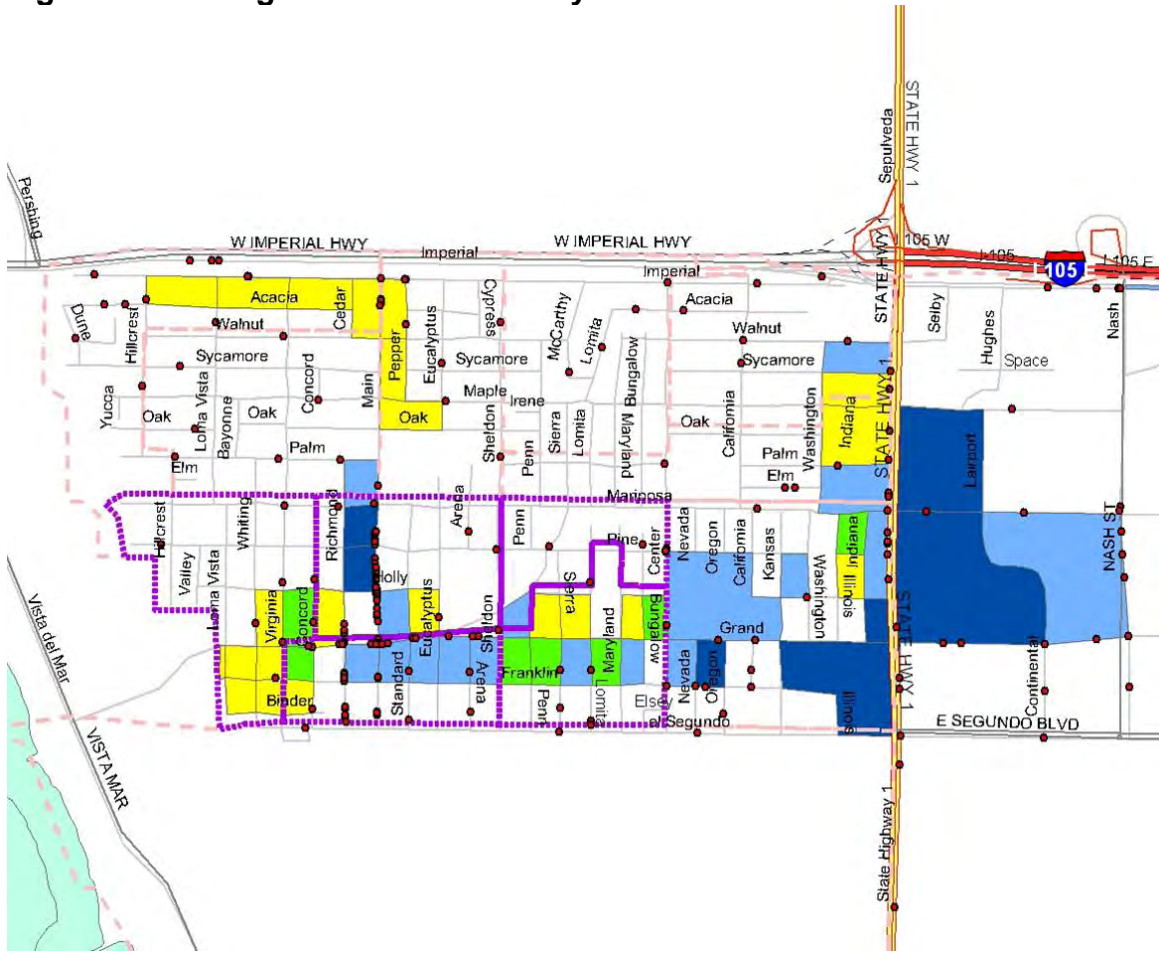 Pershing
Sepulveda
STATE HWY 1
W IMPERIAL HWY
Imperial
W IMPERIAL HWY
STATE HWY 1
I-105 W
I-105
I-105 E
105
Imperial
Dune
Hillcrest
Acacia
Cedar
Cypress
Acacia
Selby
Hughes
Nash
Walnut
Pepper
Eucalyptus
McCarthy
Lomita
Bungalow
Walnut
Sycamore
Sycamore
Sycamore
Space
Yucca
Loma Vista
Bayonne
Concord
Main
Maple
Irene
Oak
Oak
Oak
Sheldon
Penn
Sierra
Lomita
Maryland
Oak
California
Washington
Indiana
STATE HWY 1
Lairport
Palm
Elm
Palm
Elm
Mariposa
Hillcrest
Whiting
Richmond
Arena
Penn
Pine
Center
Nevada
Oregon
California
Kansas
Indiana
NASH ST
Valley
Loma Vista
Holly
Washington
Illinois
Virginia
Concord
Eucalyptus
Sheldon
Sierra
Maryland
Bungalow
Grand
STATE HWY 1
Vista del Mar
Binder
Standard
Arena
Franklin
Penn
Lomita
Else
el Segundo
Nevada
Oregon
Illinois
Continental
E SEGUNDO BLVD
VISTA MAR
State Highway 1